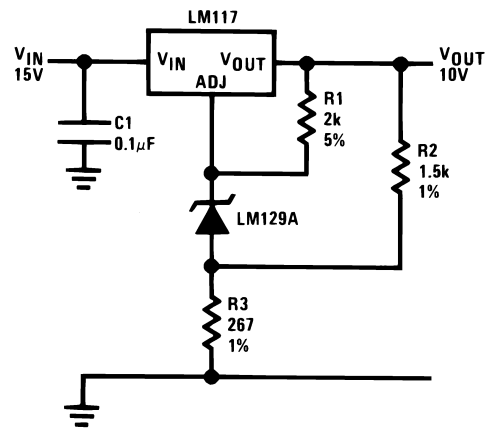 LM117
VIN
15V
VIN VOUT
ADJ
VOUT
10V
C1
0.1μF
R1
2k
5%
R2
1.5k
1%
LM129A
R3
267
1%